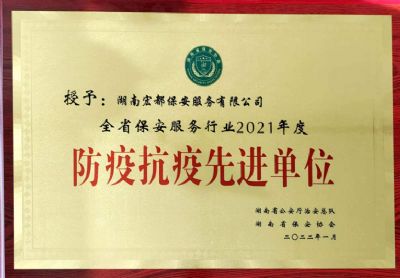 授予：湖南宏都保安服务有限公司
全省保安服务行业2021年度
防疫抗疫先进单位
湖南省公安厅治安总队
湖南省保安协会
二〇二二年一月